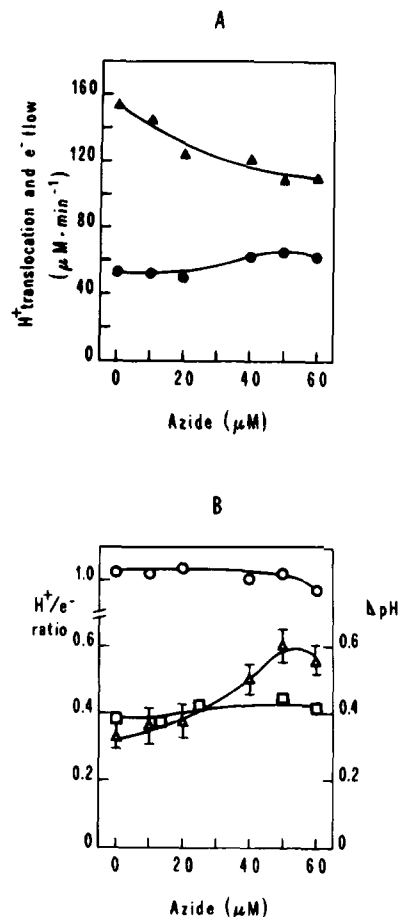 A
H⁺translocation and e⁻ flow
(μM·min⁻¹)
160
120
80
60
40
0
0
20
40
60
Azide (μM)
B
H⁺/e⁻
ratio
1.0
0.6
0.4
0.2
0
ΔpH
0.6
0.4
0.2
0
0
20
40
60
Azide (μM)